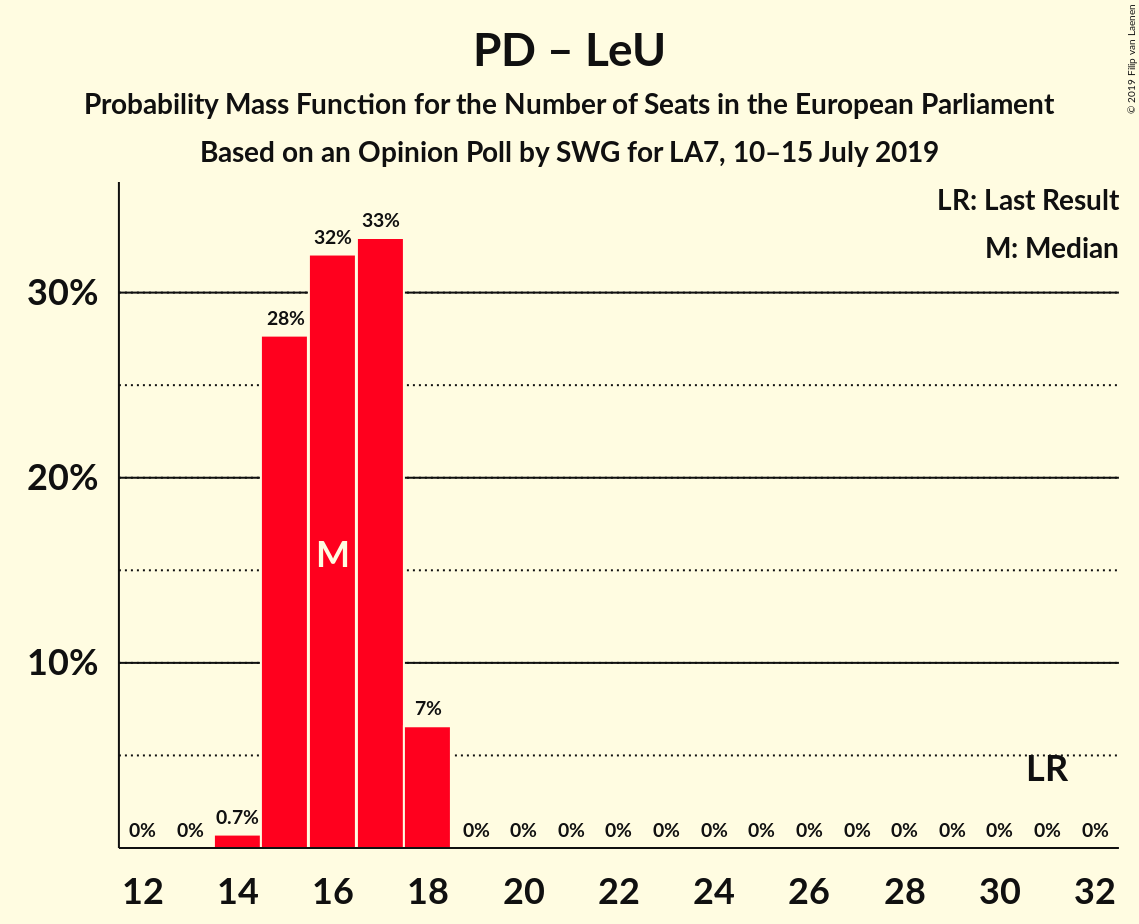 PD – LeU
Probability Mass Function for the Number of Seats in the European Parliament
Based on an Opinion Poll by SWG for LA7, 10–15 July 2019
© 2019 Filip van Laenen
LR: Last Result
M: Median
33%
32%
28%
30%
20%
M
10%
7%
LR
0.7%
0% 0% 0% 0% 0% 0% 0% 0% 0% 0% 0% 0% 0% 0% 0% 0%
12 14 16 18 20 22 24 26 28 30 32